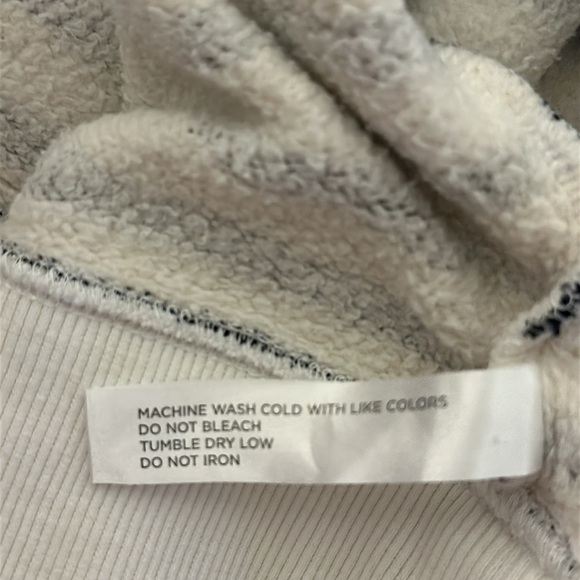 MACHINE WASH COLD WITH LIKE COLORS
DO NOT BLEACH
TUMBLE DRY LOW
DO NOT IRON